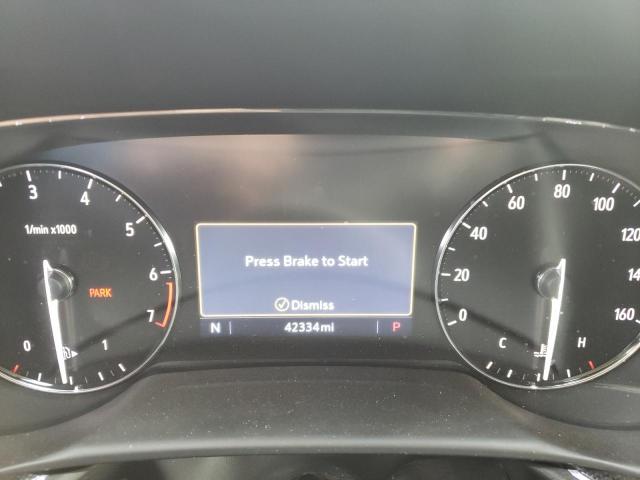 3 4 5 6 7
1/min x1000
PARK
0 1
Press Brake to Start
Dismiss
N 42334mi P
0 20 40 60 80 100 120 14 160
C H